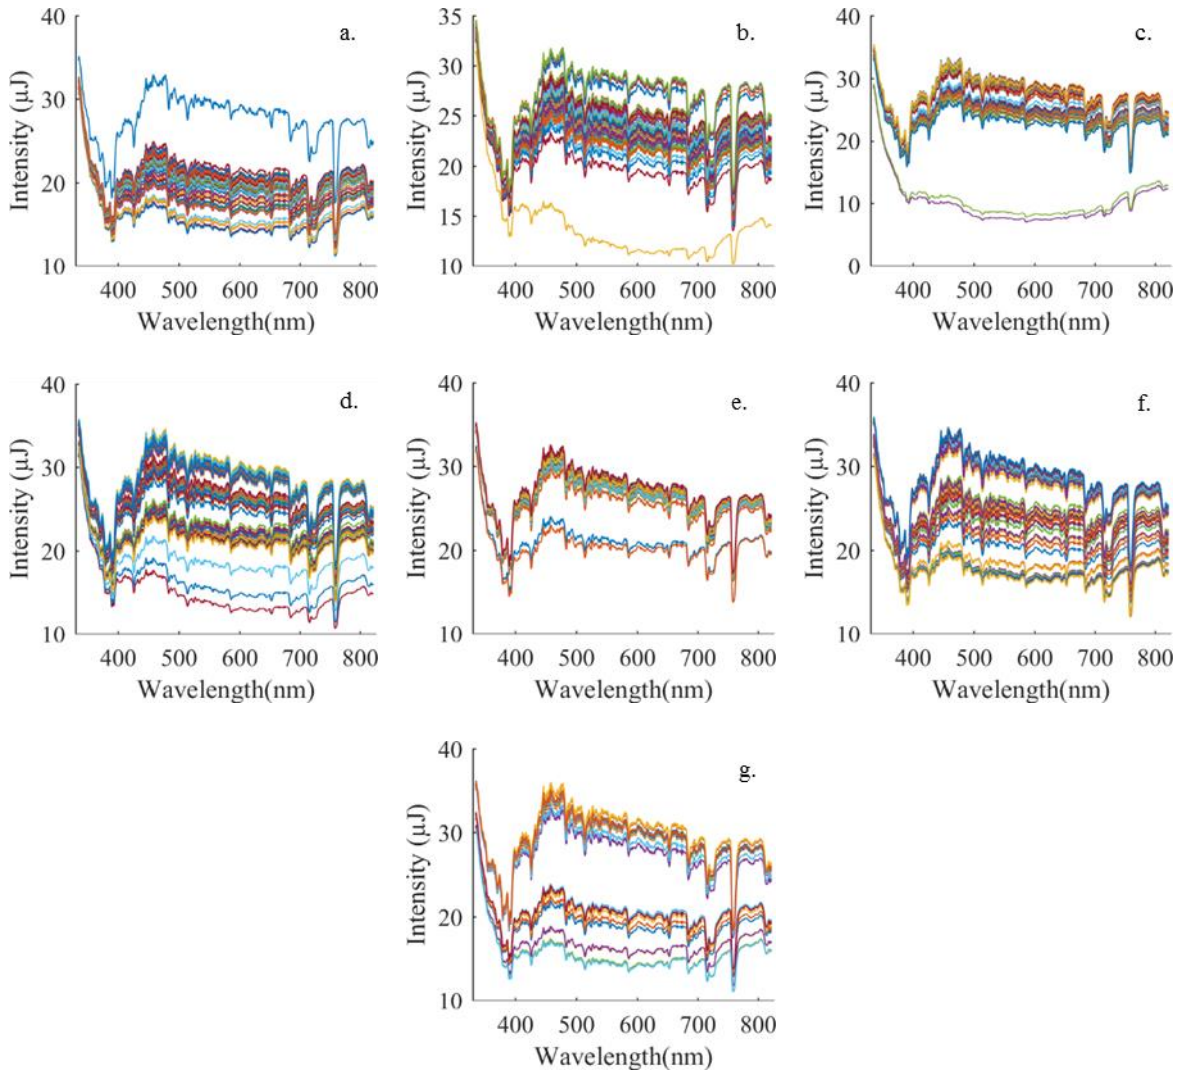 40 a. 35 b. 40 c.
Intensity (µJ) 30 20 10
Intensity (µJ) 30 25 20 15 10
Intensity (µJ) 30 20 10 0
400 500 600 700 800 400 500 600 700 800 400 500 600 700 800
Wavelength(nm) Wavelength(nm) Wavelength(nm)
40 d. 40 e. 40 f.
Intensity (µJ) 30 20 10
Intensity (µJ) 30 20 10
Intensity (µJ) 30 20 10
400 500 600 700 800 400 500 600 700 800 400 500 600 700 800
Wavelength(nm) Wavelength(nm) Wavelength(nm)
40 g.
Intensity (µJ) 30 20 10
400 500 600 700 800
Wavelength(nm)